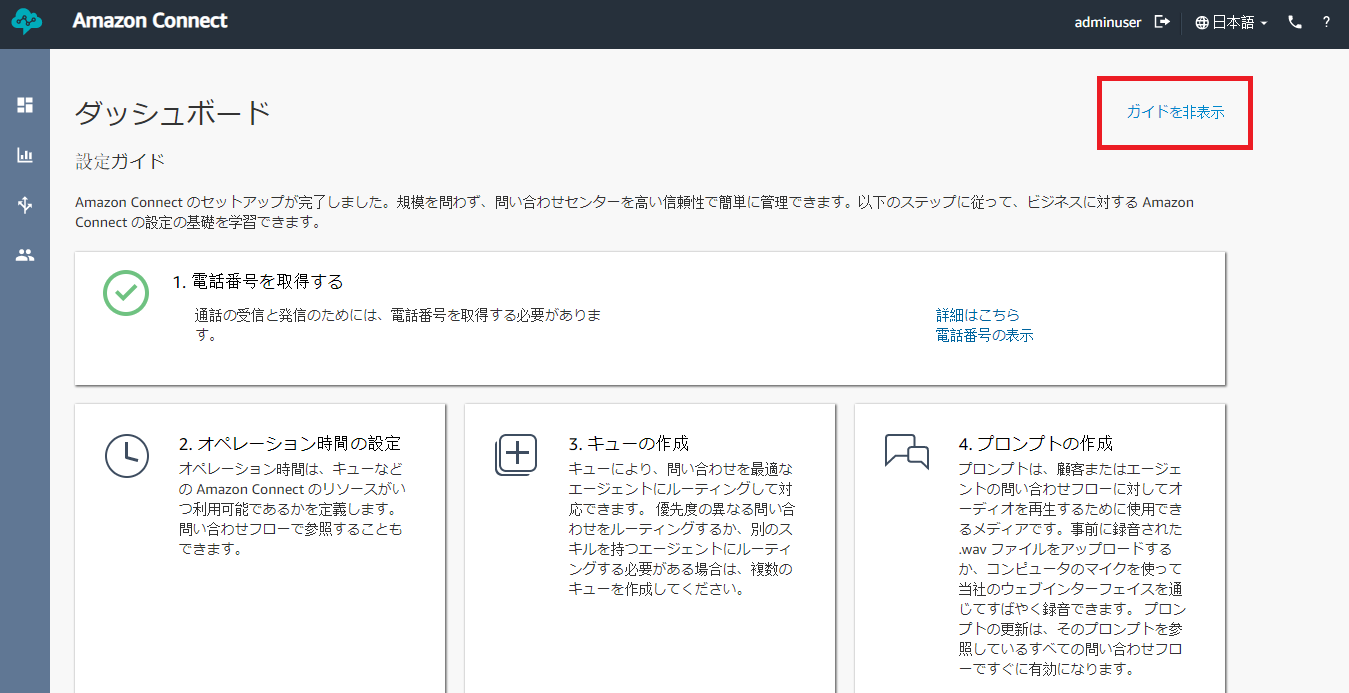 Amazon Connect
adminuser
日本語
?
ダッシュボード
ガイドを非表示
設定ガイド
Amazon Connect のセットアップが完了しました。規模を問わず、問い合わせセンターを高い信頼性で簡単に管理できます。以下のステップに従って、ビジネスに対する Amazon
Connect の設定の基礎を学習できます。
1. 電話番号を取得する
通話の受信と発信のためには、電話番号を取得する必要がありま
す。
詳細はこちら
電話番号の表示
2. オペレーション時間の設定
オペレーション時間は、キューなど
の Amazon Connect のリソースがい
つ利用可能であるかを定義します。
問い合わせフローで参照することも
できます。
3. キューの作成
キューにより、問い合わせを最適な
エージェントにルーティングして対
応できます。 優先度の異なる問い合
わせをルーティングするか、別のス
キルを持つエージェントにルーティ
ングする必要がある場合は、複数の
キューを作成してください。
4. プロンプトの作成
プロンプトは、顧客またはエージェ
ントの問い合わせフローに対してオ
ーディオを再生するために使用でき
るメディアです。事前に録音された
.wav ファイルをアップロードする
か、コンピュータのマイクを使って
当社のウェブインターフェイスを通
じてすばやく録音できます。 プロン
プトの更新は、そのプロンプトを参
照しているすべての問い合わせフロ
ーですぐに有効になります。